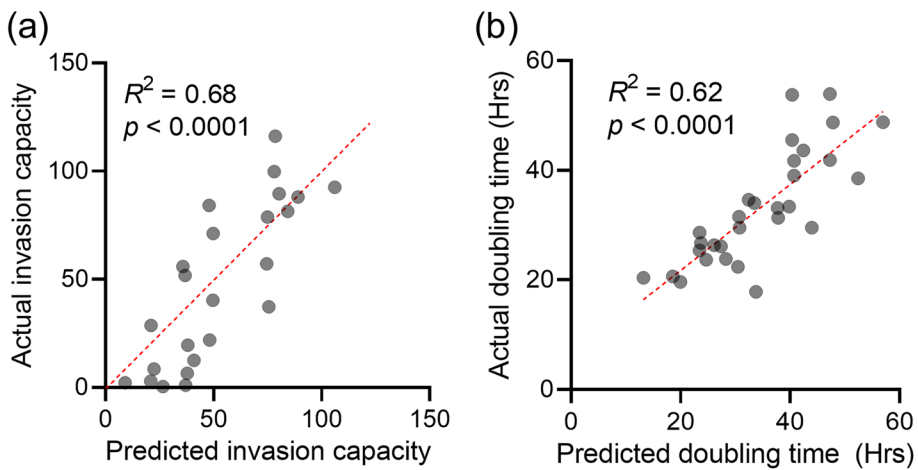 (a)
150
100
50
0
0
50
100
150
Actual invasion capacity
Predicted invasion capacity
R² = 0.68
p < 0.0001
(b)
60
40
20
0
0
20
40
60
Actual doubling time (Hrs)
Predicted doubling time (Hrs)
R² = 0.62
p < 0.0001